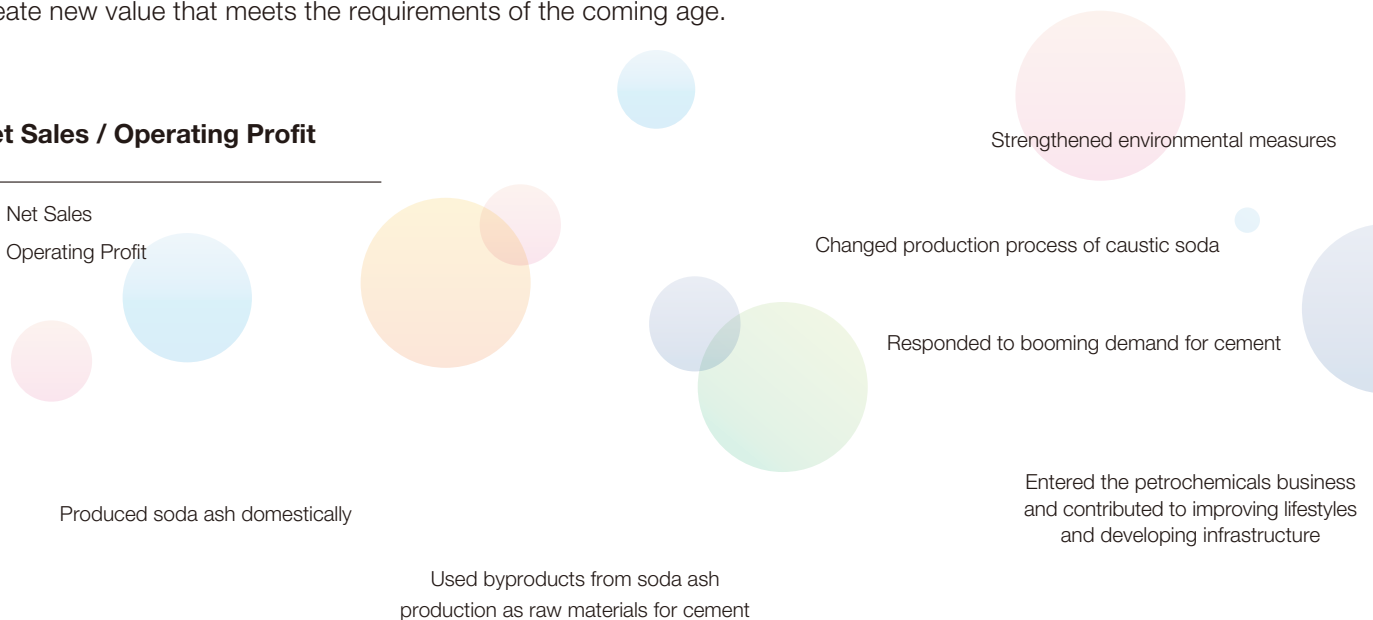 eate new value that meets the requirements of the coming age.
et Sales / Operating Profit
Net Sales
Operating Profit
Strengthened environmental measures
Changed production process of caustic soda
Responded to booming demand for cement
Entered the petrochemicals business
and contributed to improving lifestyles
and developing infrastructure
Produced soda ash domestically
Used byproducts from soda ash
production as raw materials for cement